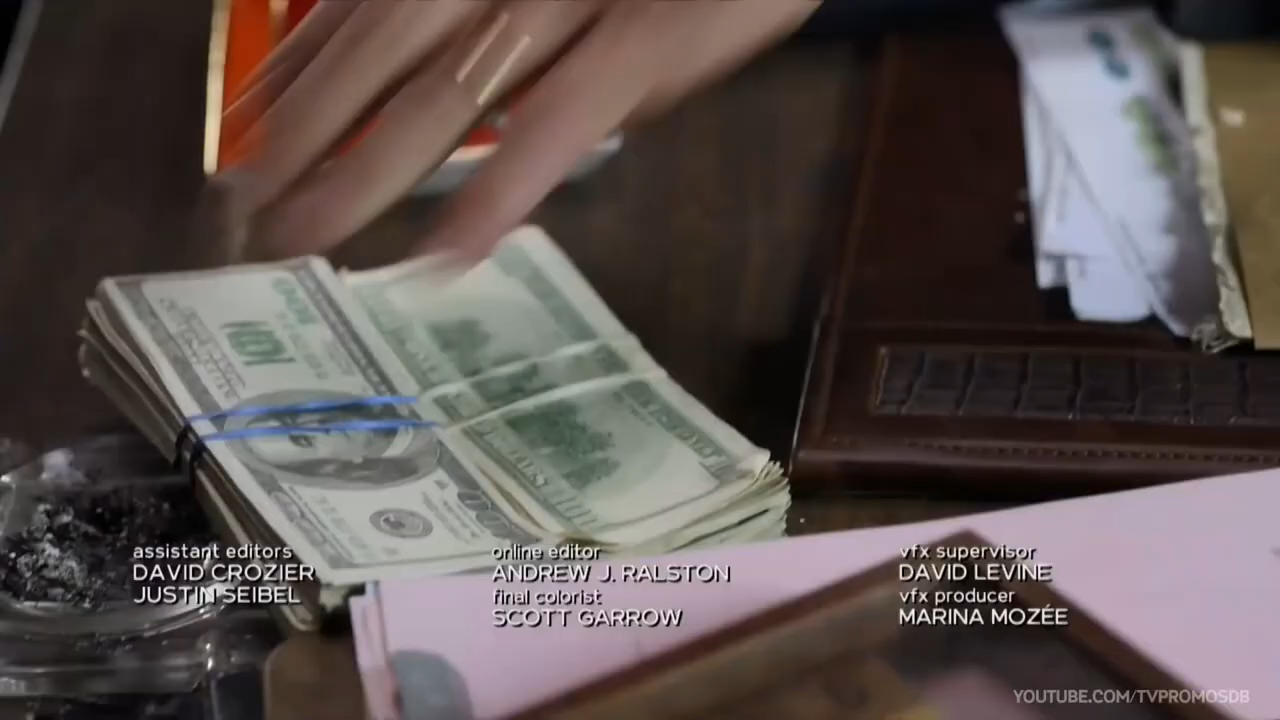 100
assistant editors
DAVID CROZIER
JUSTIN SEIBEL
online editor
ANDREW J. RALSTON
final colorist
SCOTT GARROW
vfx supervisor
DAVID LEVINE
vfx producer
MARINA MOZÉE
YOUTUBE.COM/TVPROMOSDB